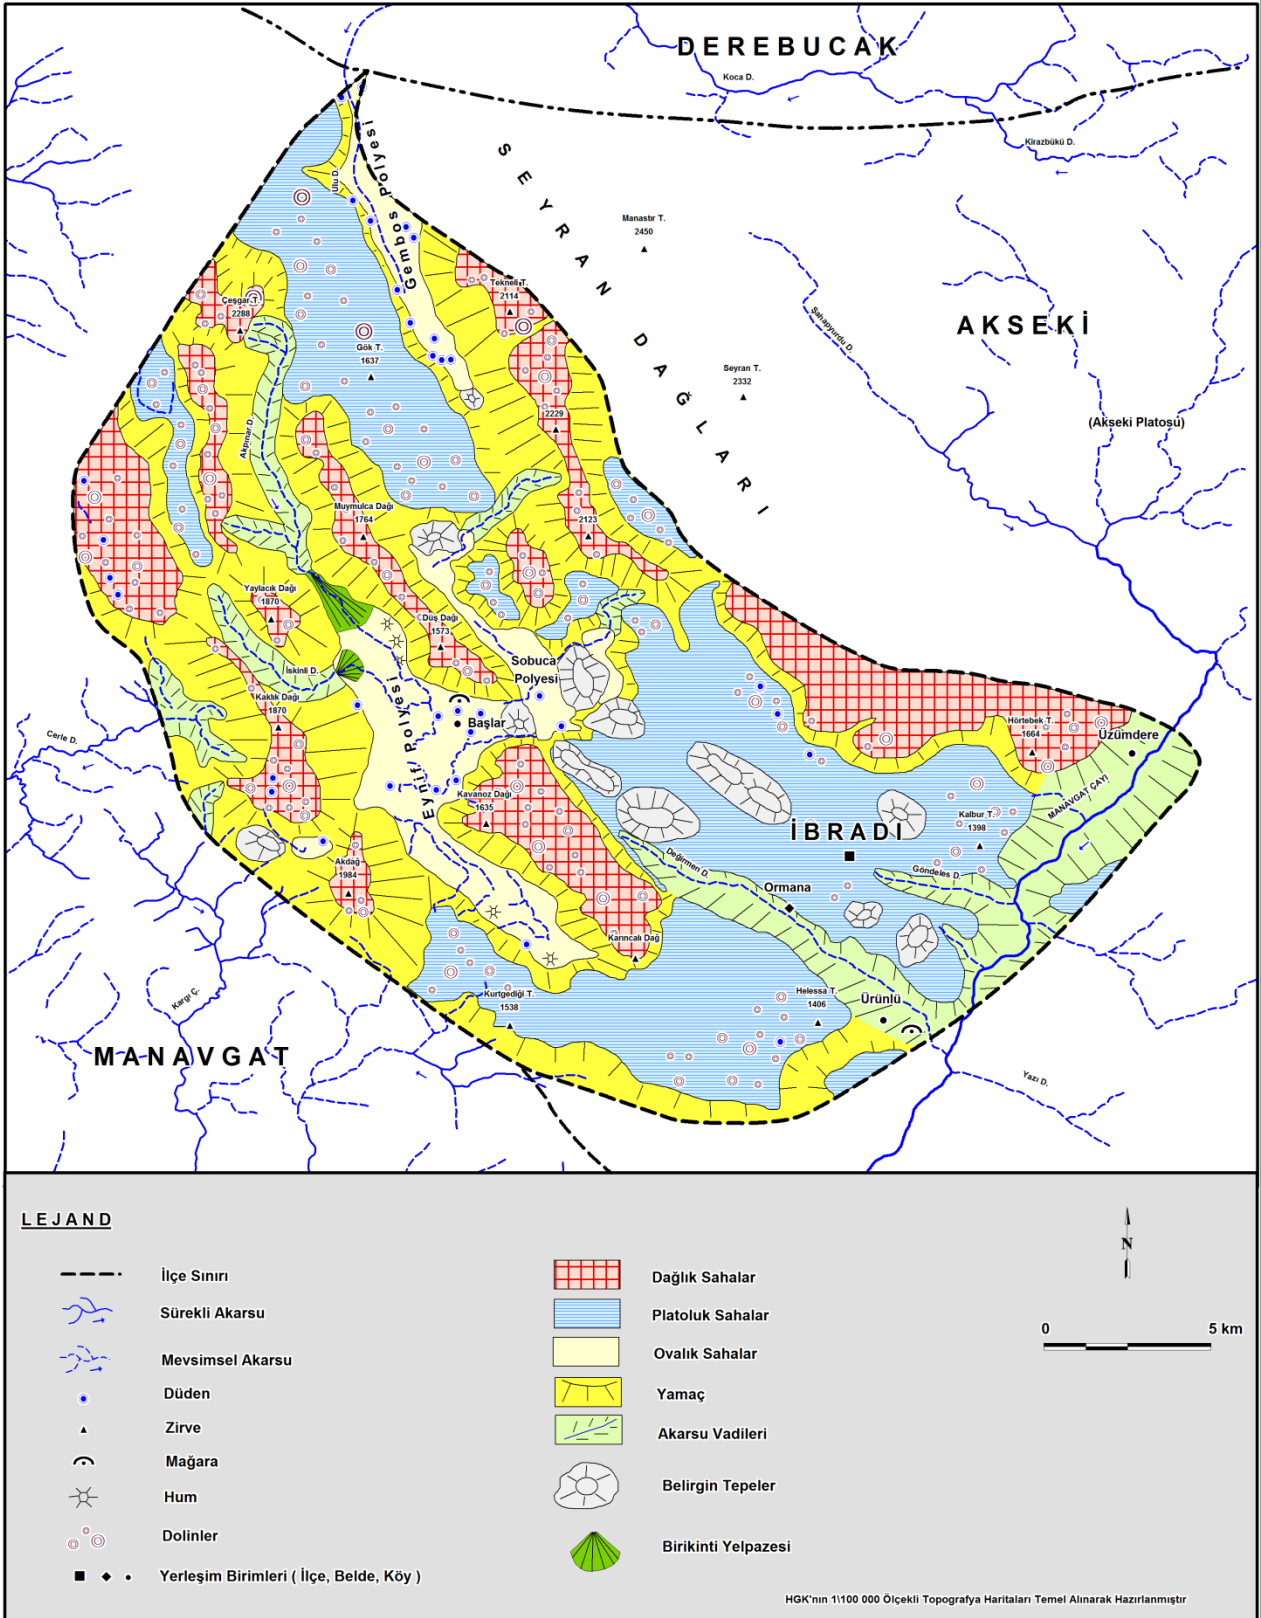 DEREBUCAK
Koca D.
Kirazbükü D.
SEYRAN DAĞLARI
Gembos Polyesi
Ulu D.
Manastır T.
2450
Tekneli T.
2114
Çeşgar T.
2288
Şahapyurdu D.
AKSEKİ
Gök T.
1637
Seyran T.
2332
2229
(Akseki Platosu)
Akpınar D.
Muymulca Dağı
1764
2123
Yaylacık Dağı
1870
Düş Dağı
1573
Sobuca
Polyesi
İskinli D.
Kaklık Dağı
1870
Eynif Polyesi
Başlar
Hörtebek T.
1664
Üzümdere
Cerle D.
Kavanoz Dağı
1635
MANAVGAT ÇAYI
Kalbur T.
1398
İBRADI
Değirmen D.
Akdağ
1984
Göndeles D.
Ormana
Karıncalı Dağ
Kurtgediği T.
1538
Helessa T.
1406
Ürünlü
Kargı Ç.
MANAVGAT
Yazı D.
LEJAND
İlçe Sınırı
Sürekli Akarsu
Mevsimsel Akarsu
Düden
Zirve
Mağara
Hum
Dolinler
Yerleşim Birimleri ( İlçe, Belde, Köy )
Dağlık Sahalar
Platoluk Sahalar
Ovalık Sahalar
Yamaç
Akarsu Vadileri
Belirgin Tepeler
Birikinti Yelpazesi
N
0 5 km
HGK'nın 1\100 000 Ölçekli Topografya Haritaları Temel Alınarak Hazırlanmıştır